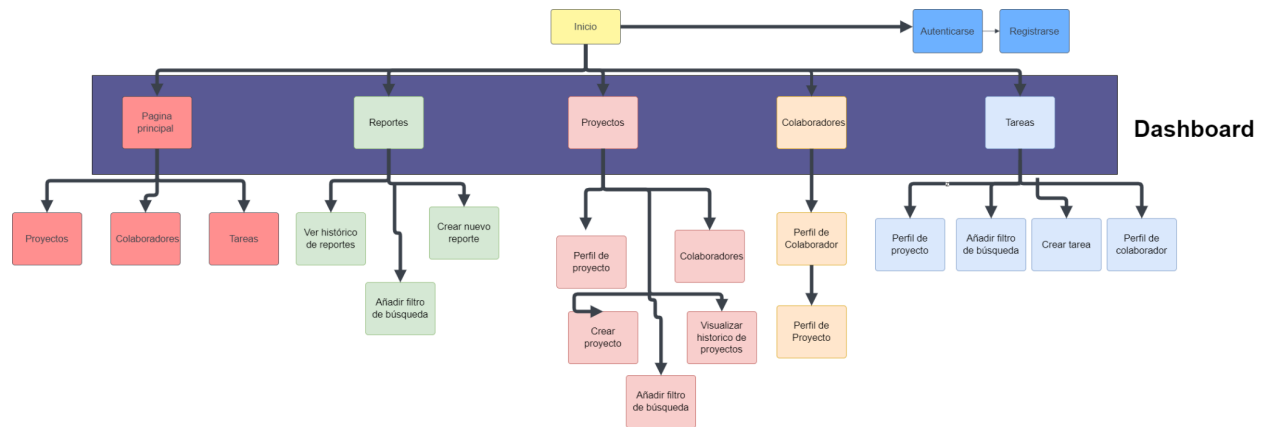 Inicio
Autenticarse
Registrarse
Pagina
principal
Reportes
Proyectos
Colaboradores
Tareas
Dashboard
Proyectos
Colaboradores
Tareas
Ver histórico
de reportes
Crear nuevo
reporte
Añadir filtro
de búsqueda
Perfil de
proyecto
Colaboradores
Crear
proyecto
Visualizar
historico de
proyectos
Añadir filtro
de búsqueda
Perfil de
Colaborador
Perfil de
Proyecto
Perfil de
proyecto
Añadir filtro
de búsqueda
Crear tarea
Perfil de
colaborador